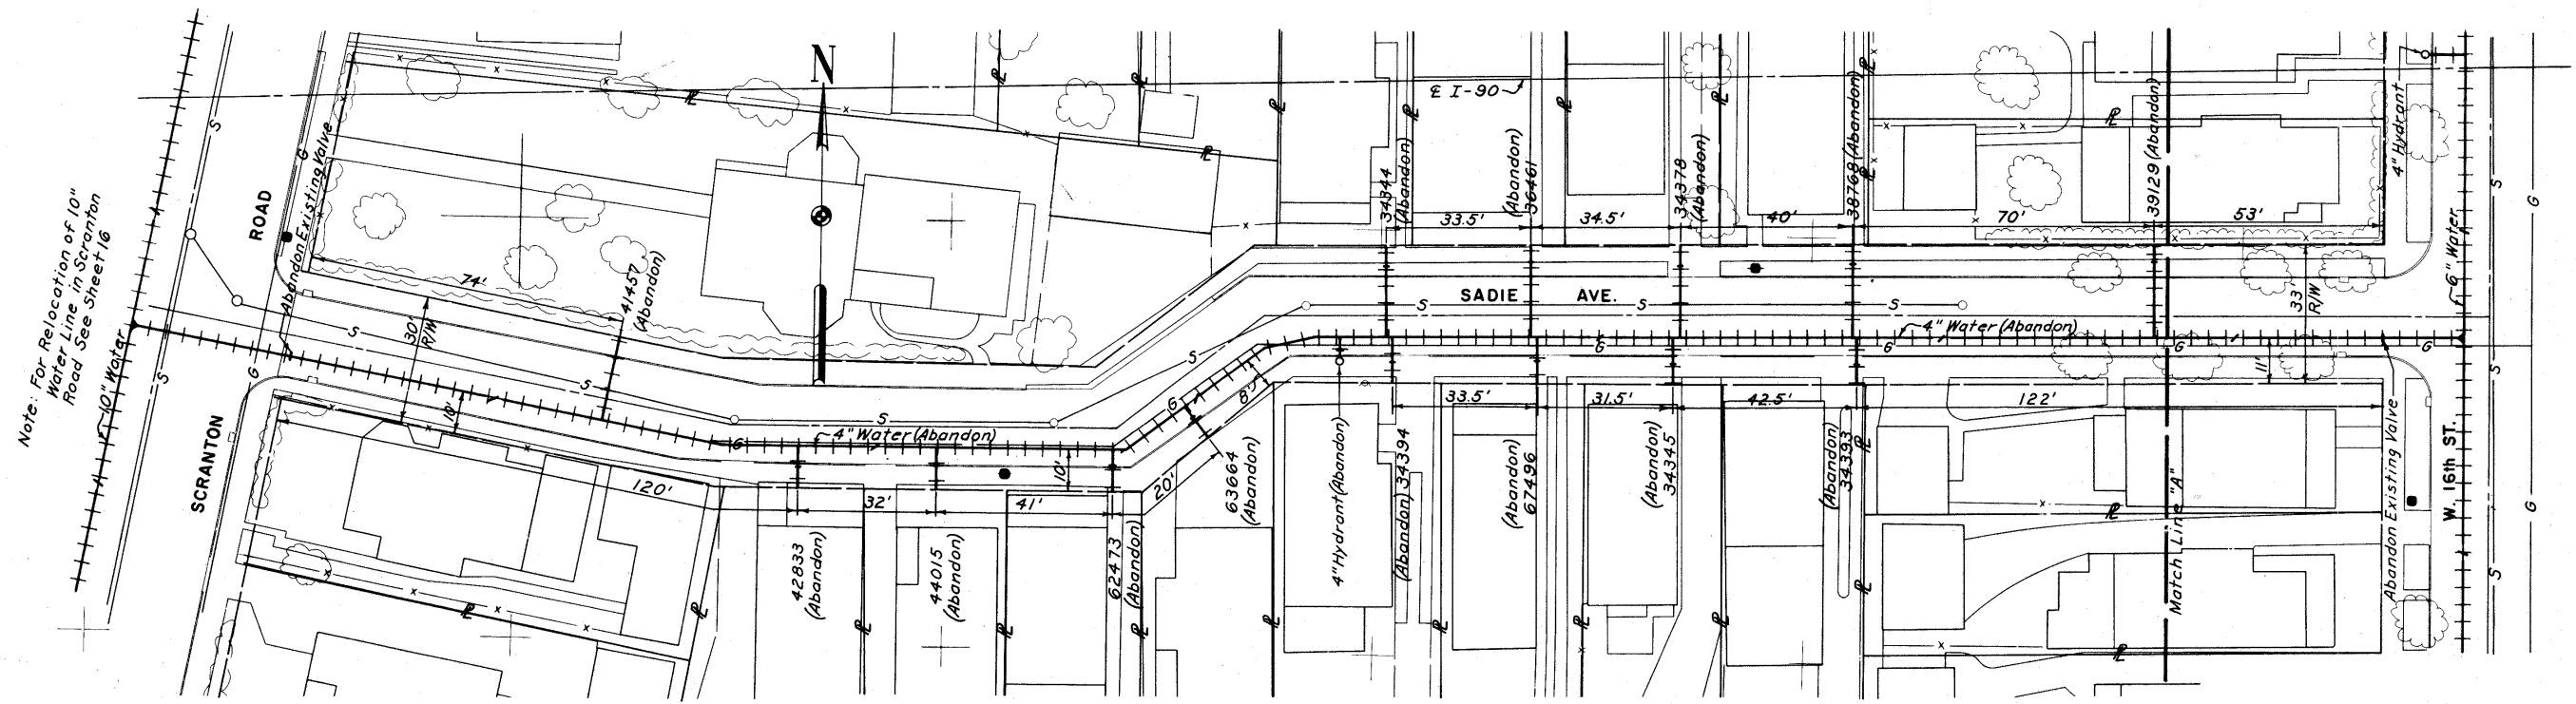 Note: For Relocation of 10"
Water Line in Scranton
Road See Sheet 16
10" Water
S
S
SCRANTON
ROAD
G
G
Abandon Existing Valve
N
74'
41457
(Abandon)
30'
R/W
10'
S
S
S
S
120'
G
4" Water (Abandon)
32'
41'
10'
20'
8'
G
42833
(Abandon)
44015
(Abandon)
62473
(Abandon)
63664
(Abandon)
4" Hydrant (Abandon)
34394
(Abandon)
67496
(Abandon)
34345
(Abandon)
34393
(Abandon)
33.5'
31.5'
42.5'
122'
℄ I-90
34344
(Abandon)
36461
(Abandon)
34378
(Abandon)
38768 (Abandon)
39129 (Abandon)
33.5'
34.5'
40'
70'
53'
SADIE AVE.
S
S
S
4" Water (Abandon)
G
G
G
G
33'
R/W
11'
4" Hydrant
6" Water
Match Line "A"
Abandon Existing Valve
W. 16th ST.
S
S
S
G
G